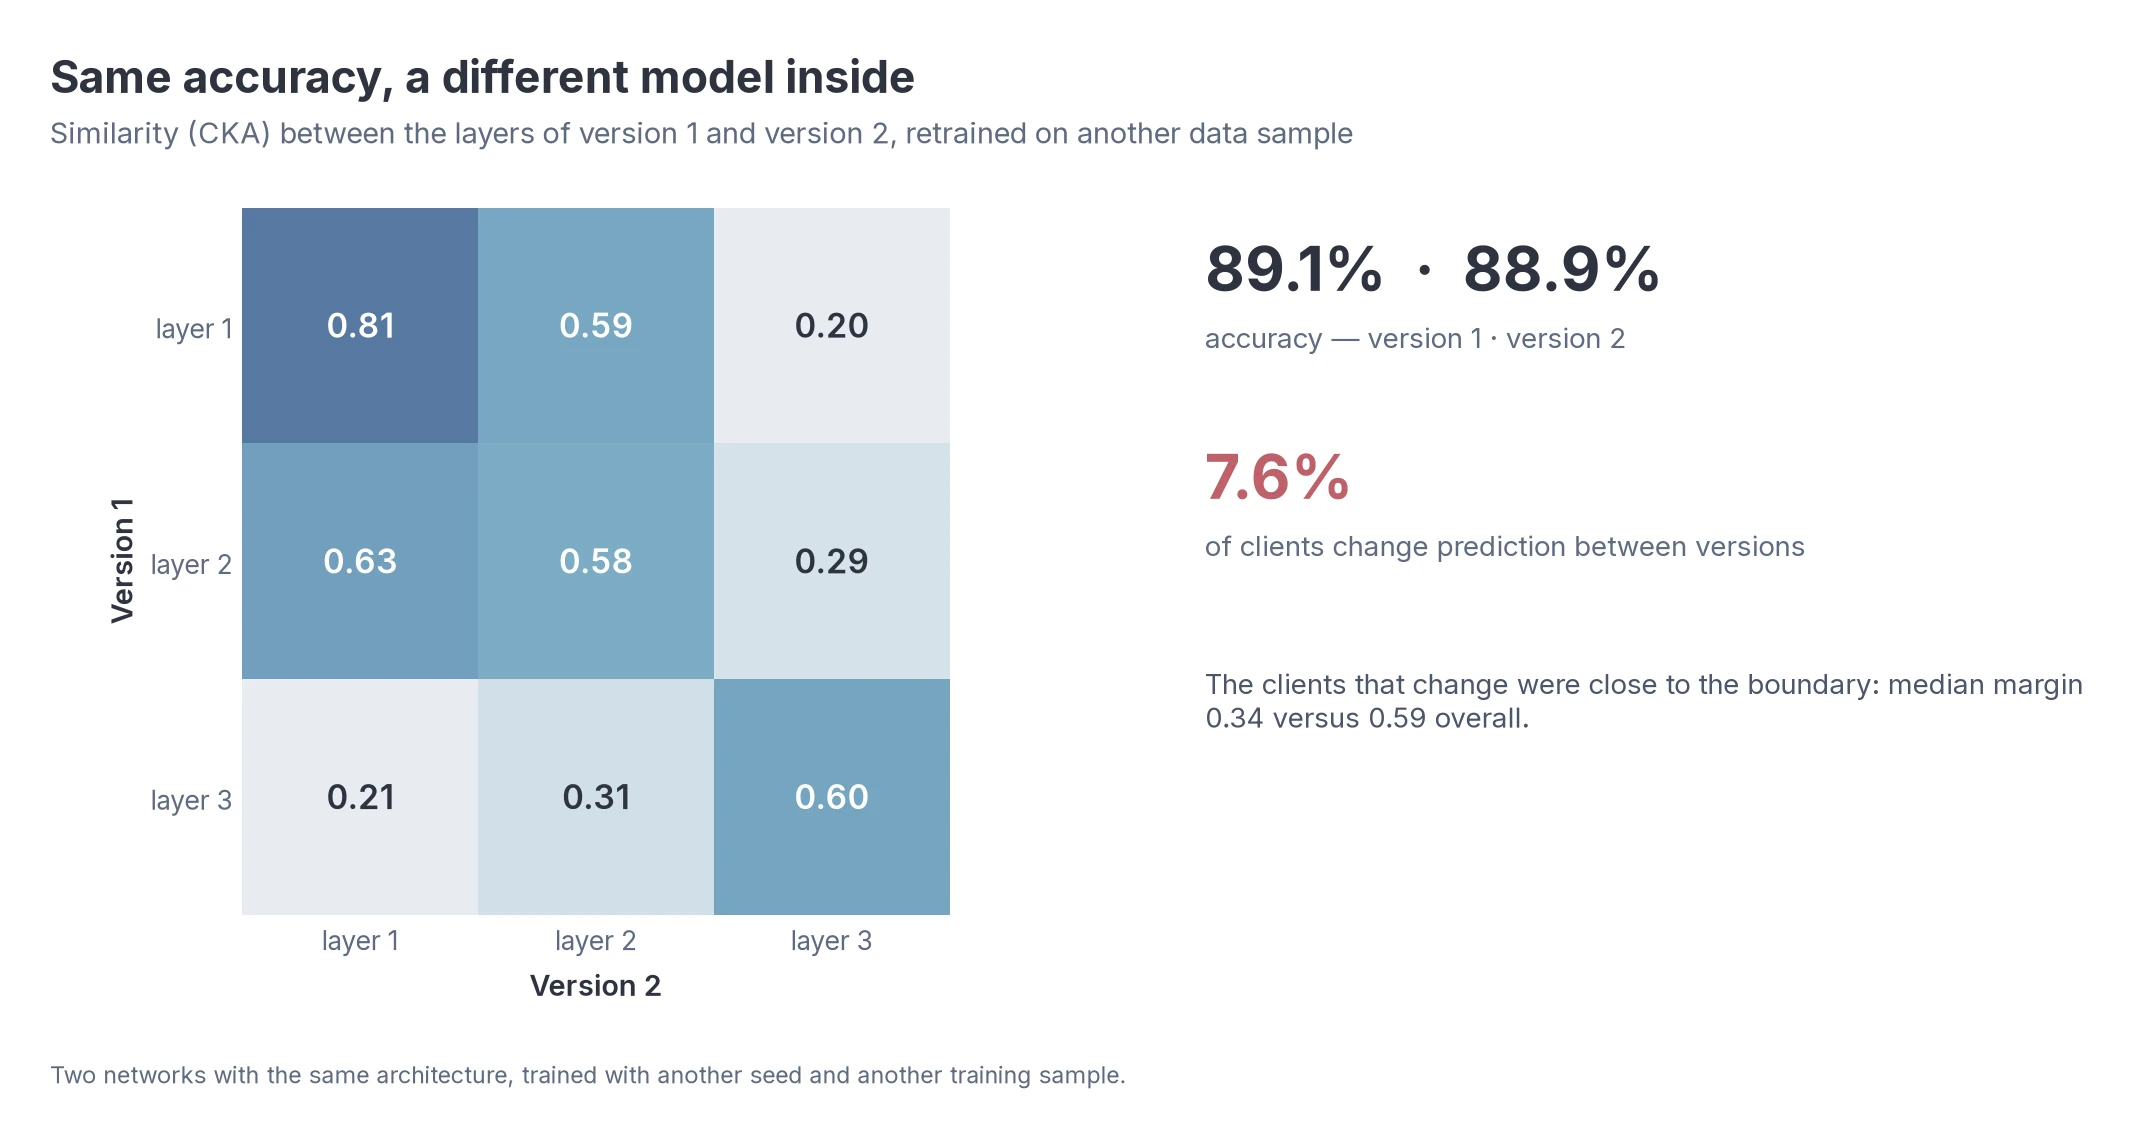 Same accuracy, a different model inside
Similarity (CKA) between the layers of version 1 and version 2, retrained on another data sample
Version 1
layer 1
0.81
0.59
0.20
layer 2
0.63
0.58
0.29
layer 3
0.21
0.31
0.60
layer 1
layer 2
layer 3
Version 2
89.1% · 88.9%
accuracy — version 1 · version 2
7.6%
of clients change prediction between versions
The clients that change were close to the boundary: median margin
0.34 versus 0.59 overall.
Two networks with the same architecture, trained with another seed and another training sample.